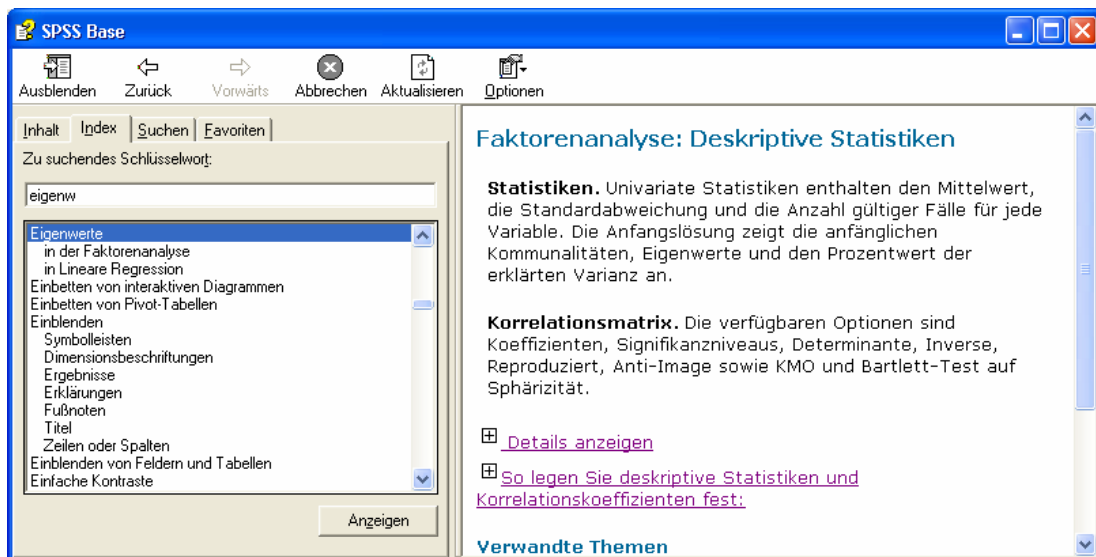 SPSS Base
Ausblenden Zurück Vorwärts Abbrechen Aktualisieren Optionen
Inhalt Index Suchen Favoriten
Zu suchendes Schlüsselwort:
eigenw
Eigenwerte
in der Faktorenanalyse
in Lineare Regression
Einbetten von interaktiven Diagrammen
Einbetten von Pivot-Tabellen
Einblenden
Symbolleisten
Dimensionsbeschriftungen
Ergebnisse
Erklärungen
Fußnoten
Titel
Zeilen oder Spalten
Einblenden von Feldern und Tabellen
Einfache Kontraste
Anzeigen
Faktorenanalyse: Deskriptive Statistiken
Statistiken. Univariate Statistiken enthalten den Mittelwert,
die Standardabweichung und die Anzahl gültiger Fälle für jede
Variable. Die Anfangslösung zeigt die anfänglichen
Kommunalitäten, Eigenwerte und den Prozentwert der
erklärten Varianz an.
Korrelationsmatrix. Die verfügbaren Optionen sind
Koeffizienten, Signifikanzniveaus, Determinante, Inverse,
Reproduziert, Anti-Image sowie KMO und Bartlett-Test auf
Sphärizität.
Details anzeigen
So legen Sie deskriptive Statistiken und
Korrelationskoeffizienten fest:
Verwandte Themen